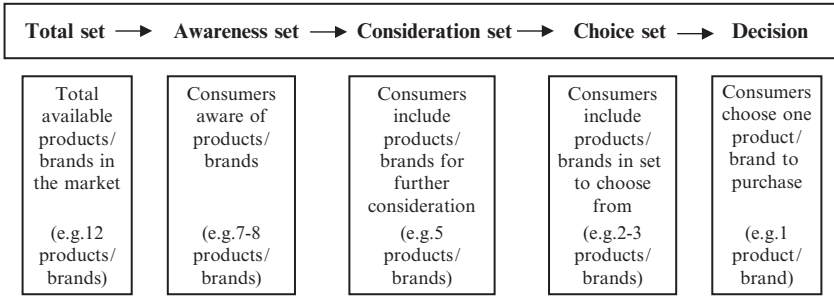 Total set → Awareness set → Consideration set → Choice set → Decision
Total
available
products/
brands in
the market
(e.g.12
products/
brands)
Consumers
aware of
products/
brands
(e.g.7-8
products/
brands)
Consumers
include
products/
brands for
further
consideration
(e.g.5
products/
brands)
Consumers
include
products/
brands in set
to choose
from
(e.g.2-3
products/
brands)
Consumers
choose one
product/
brand to
purchase
(e.g.1
product/
brand)